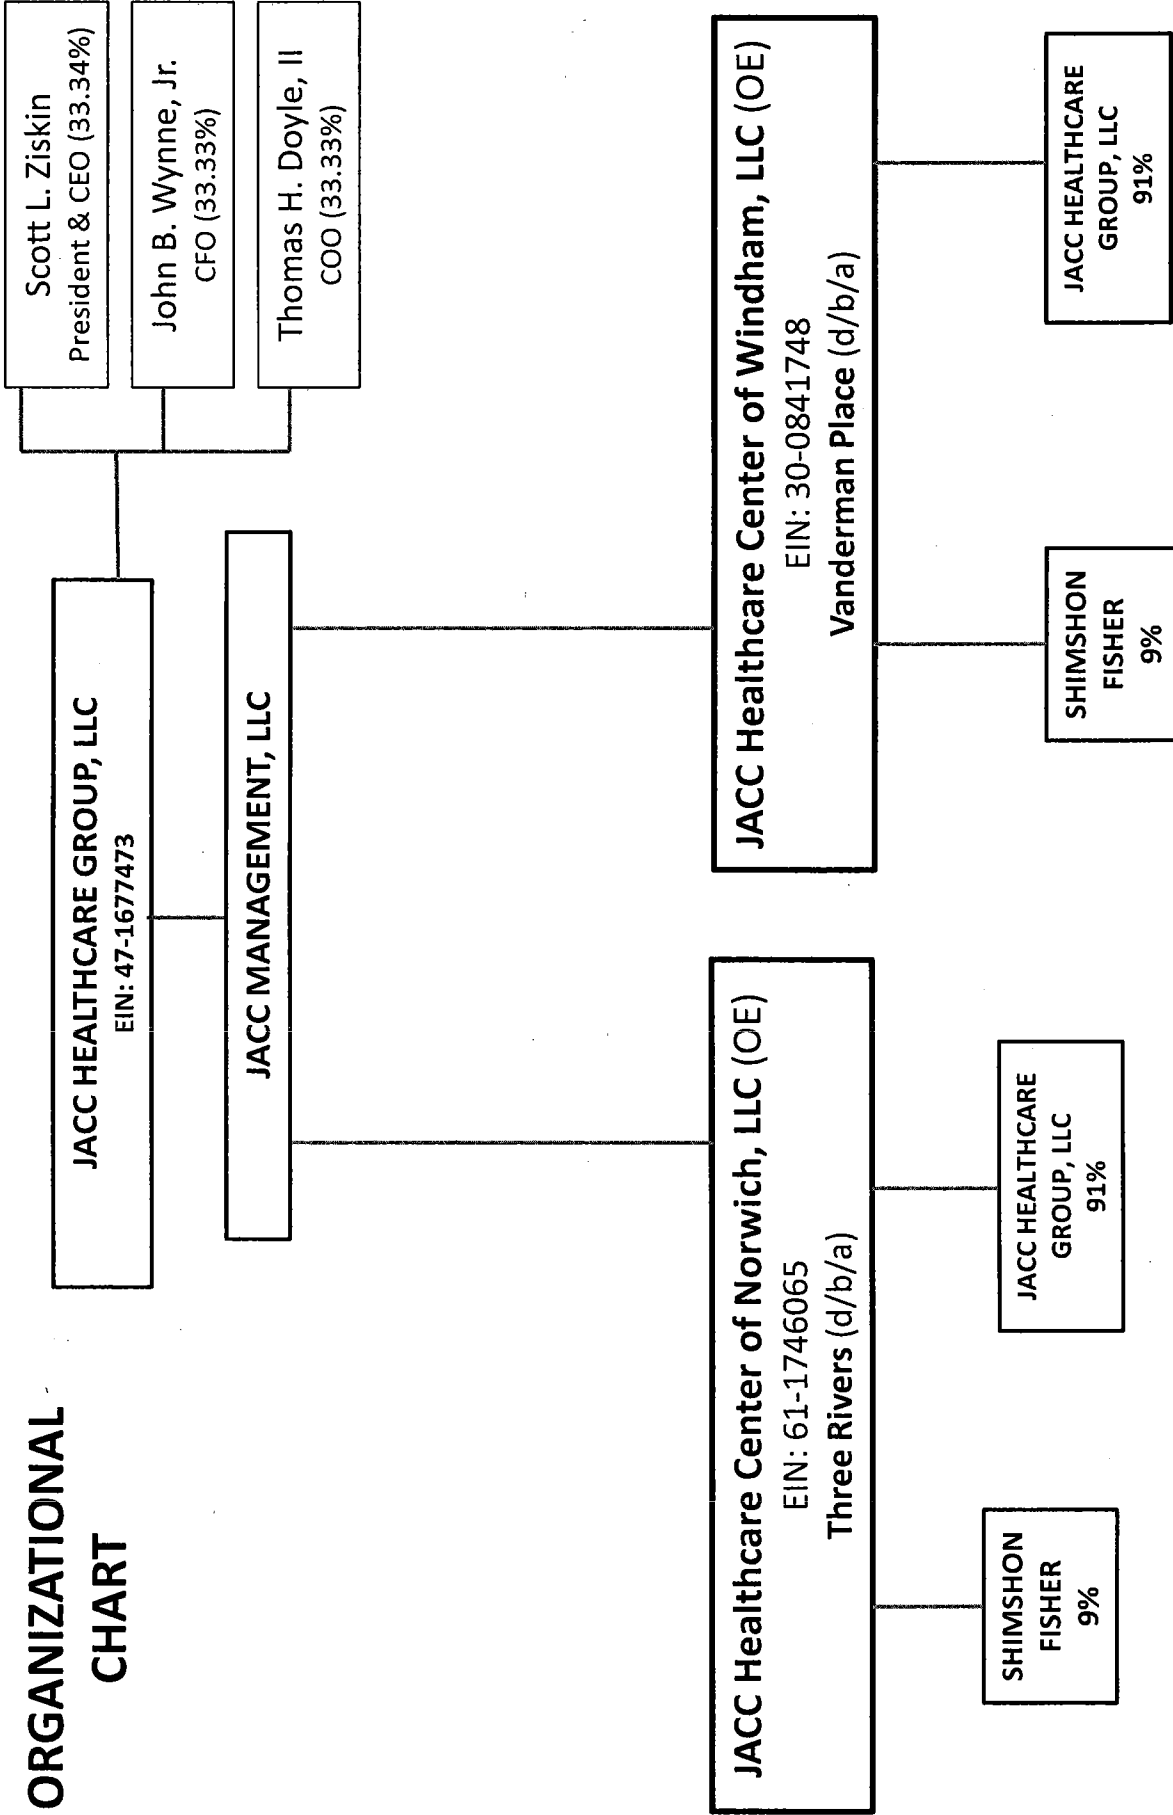 ORGANIZATIONAL
CHART
JACC HEALTHCARE GROUP, LLC
EIN: 47-1677473
Scott L. Ziskin
President & CEO (33.34%)
John B. Wynne, Jr.
CFO (33.33%)
Thomas H. Doyle, II
COO (33.33%)
JACC MANAGEMENT, LLC
JACC Healthcare Center of Norwich, LLC (OE)
EIN: 61-1746065
Three Rivers (d/b/a)
JACC Healthcare Center of Windham, LLC (OE)
EIN: 30-0841748
Vanderman Place (d/b/a)
SHIMSHON
FISHER
9%
JACC HEALTHCARE
GROUP, LLC
91%
SHIMSHON
FISHER
9%
JACC HEALTHCARE
GROUP, LLC
91%